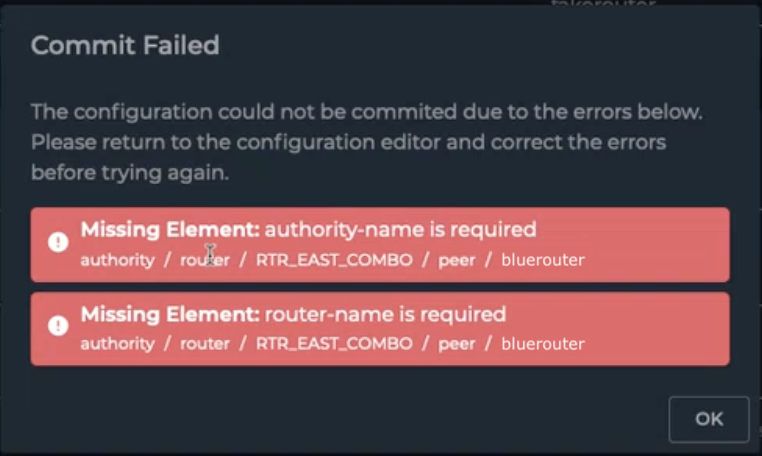 Commit Failed
The configuration could not be commited due to the errors below.
Please return to the configuration editor and correct the errors
before trying again.
Missing Element: authority-name is required
authority / router / RTR_EAST_COMBO / peer / bluerouter
Missing Element: router-name is required
authority / router / RTR_EAST_COMBO / peer / bluerouter
OK